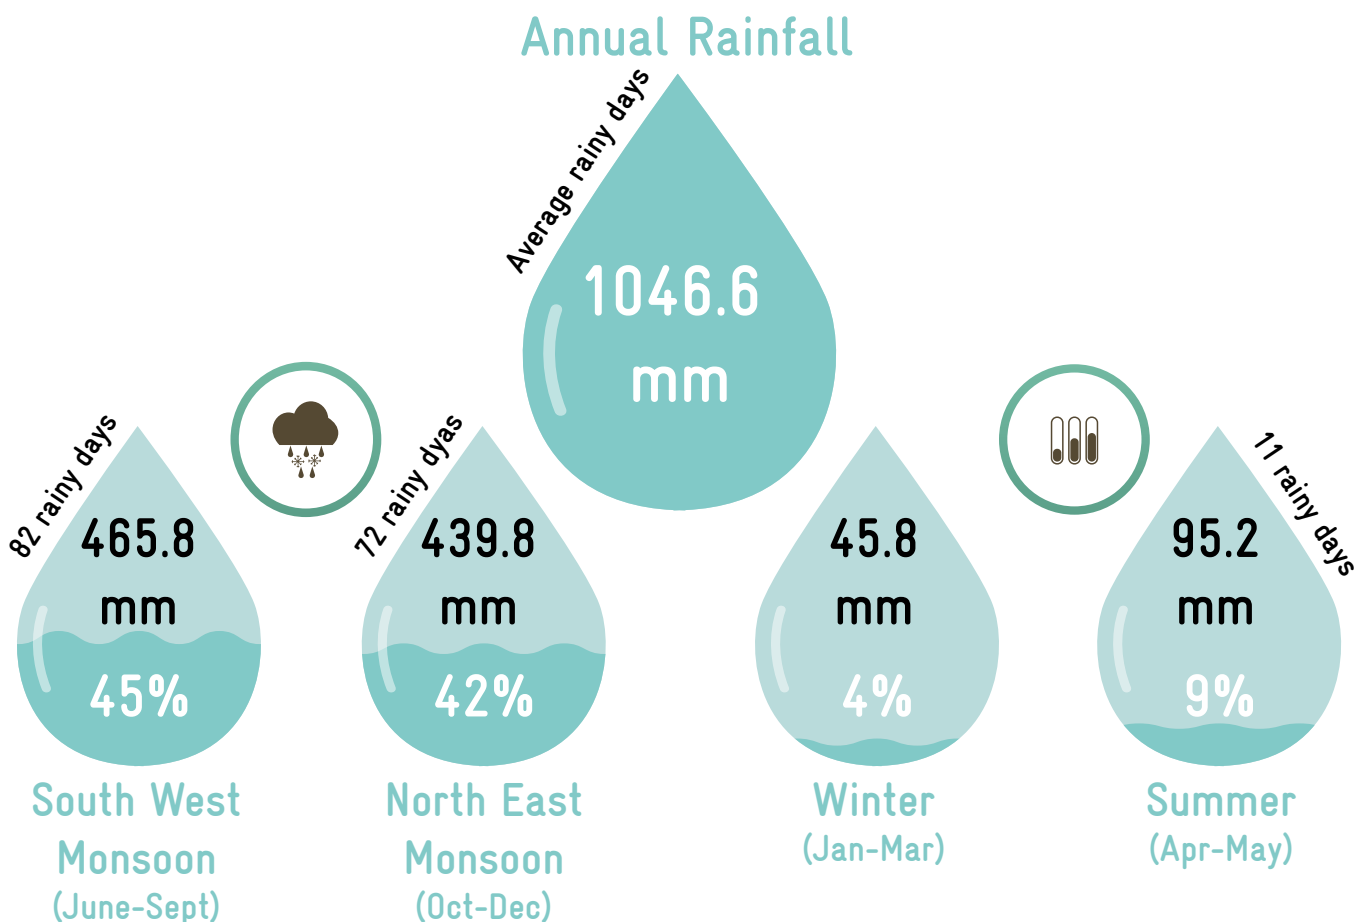 Annual Rainfall
Average rainy days
1046.6
mm
82 rainy days
465.8
mm
45%
South West
Monsoon
(June-Sept)
72 rainy dyas
439.8
mm
42%
North East
Monsoon
(Oct-Dec)
45.8
mm
4%
Winter
(Jan-Mar)
11 rainy days
95.2
mm
9%
Summer
(Apr-May)